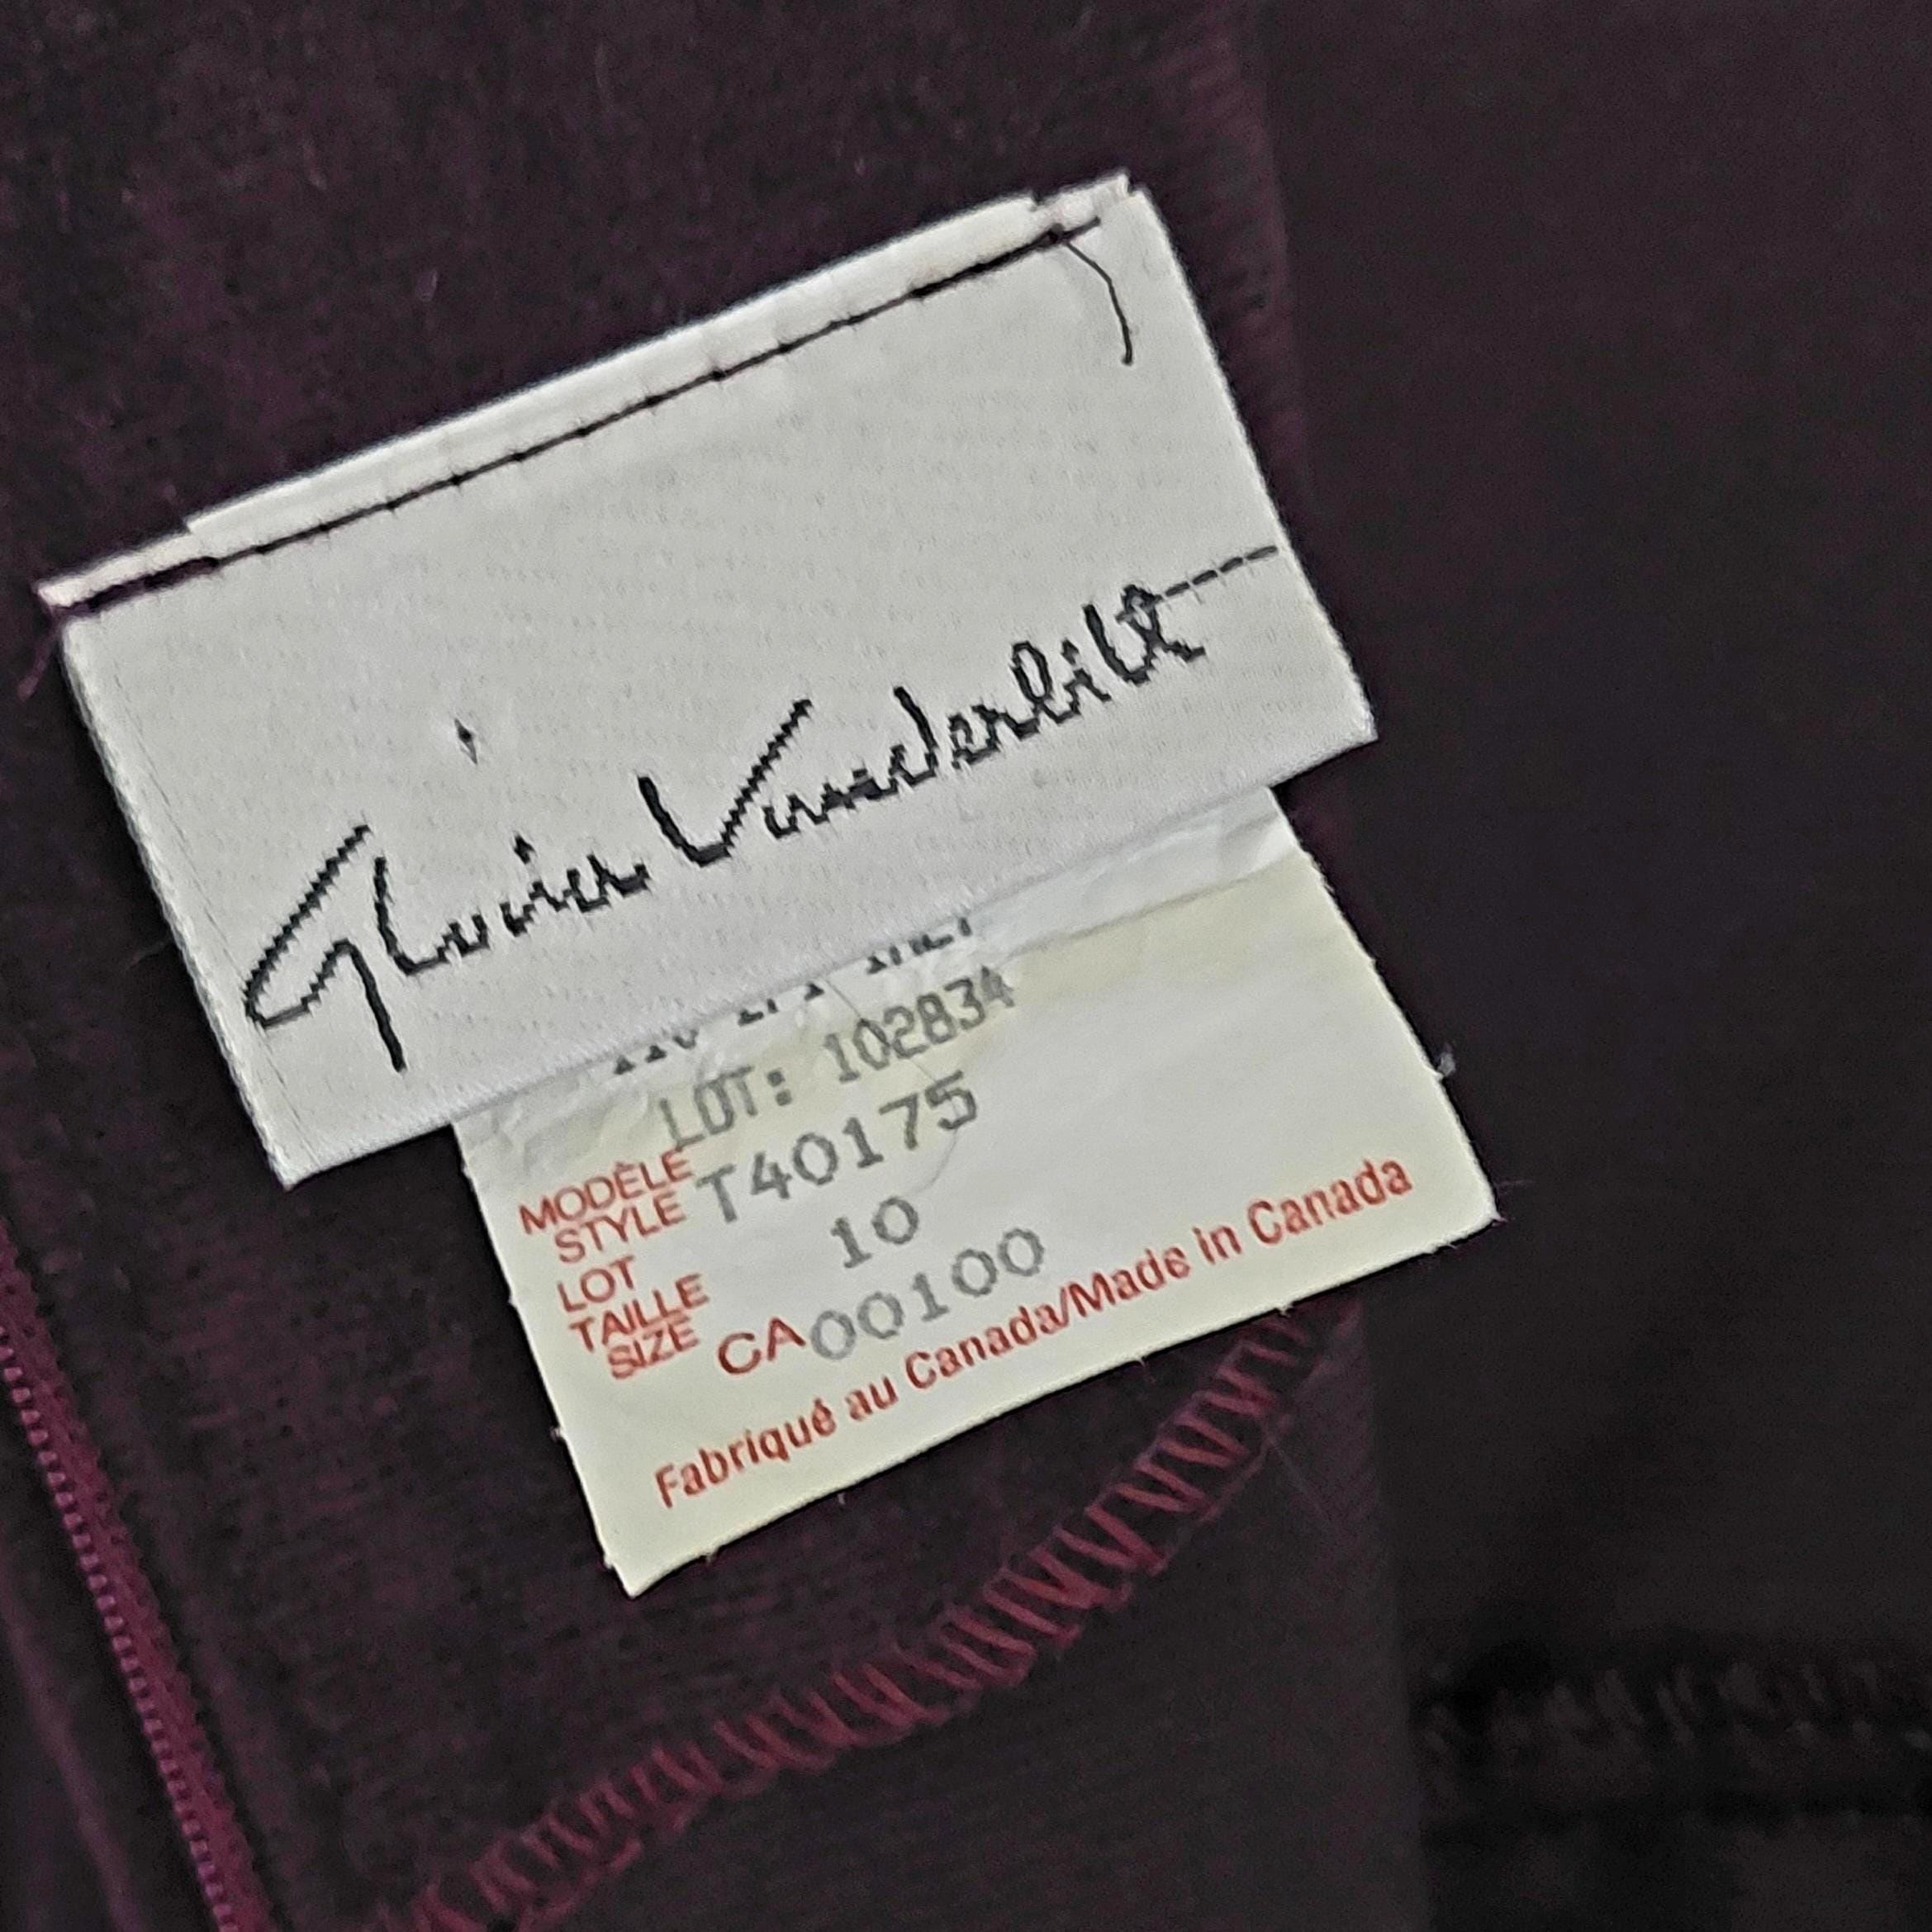 Gloria Vanderbilt
LOT: 102834
MODÈLE
STYLE T40175
LOT
TAILLE 10
SIZE
CA00100
Fabriqué au Canada/Made in Canada